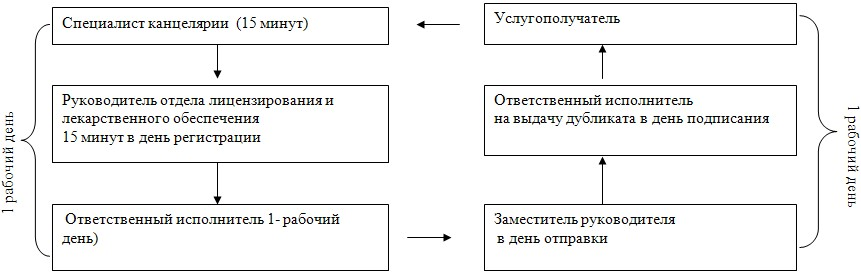 Специалист канцелярии (15 минут)
Услугополучатель
Руководитель отдела лицензирования и
лекарственного обеспечения
15 минут в день регистрации
Ответственный исполнитель
на выдачу дубликата в день подписания
Ответственный исполнитель 1- рабочий
день)
Заместитель руководителя
в день отправки
1 рабочий день
1 рабочий день